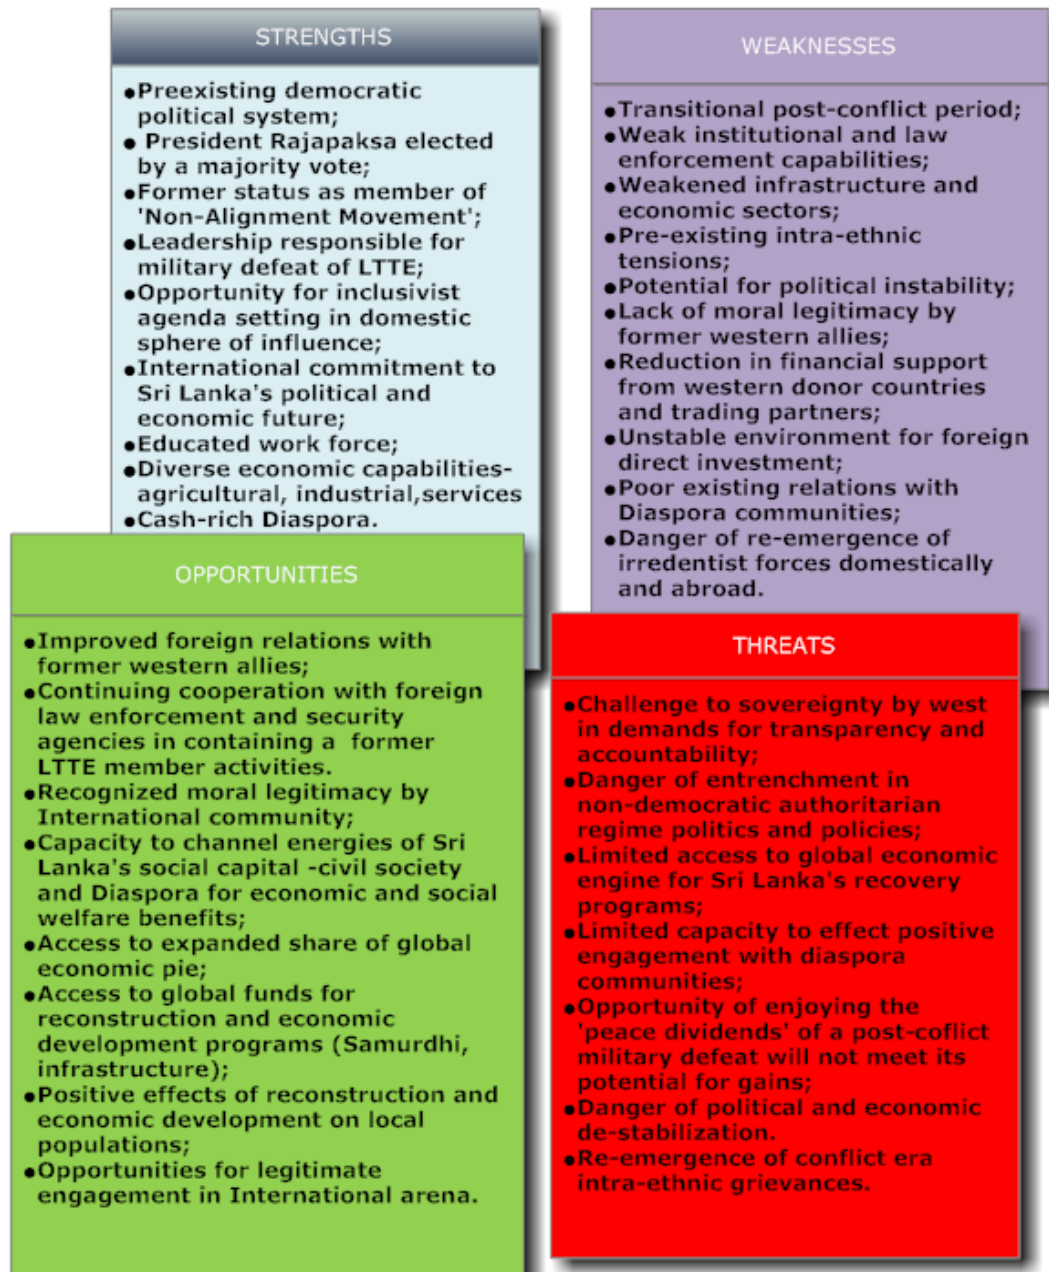 STRENGTHS
●Preexisting democratic
political system;
● President Rajapaksa elected
by a majority vote;
●Former status as member of
'Non-Alignment Movement';
●Leadership responsible for
military defeat of LTTE;
●Opportunity for inclusivist
agenda setting in domestic
sphere of influence;
●International commitment to
Sri Lanka's political and
economic future;
●Educated work force;
●Diverse economic capabilities-
agricultural, industrial,services
●Cash-rich Diaspora.
WEAKNESSES
●Transitional post-conflict period;
●Weak institutional and law
enforcement capabilities;
●Weakened infrastructure and
economic sectors;
●Pre-existing intra-ethnic
tensions;
●Potential for political instability;
●Lack of moral legitimacy by
former western allies;
●Reduction in financial support
from western donor countries
and trading partners;
●Unstable environment for foreign
direct investment;
●Poor existing relations with
Diaspora communities;
●Danger of re-emergence of
irredentist forces domestically
and abroad.
OPPORTUNITIES
●Improved foreign relations with
former western allies;
●Continuing cooperation with foreign
law enforcement and security
agencies in containing a  former
LTTE member activities.
●Recognized moral legitimacy by
International community;
●Capacity to channel energies of Sri
Lanka's social capital -civil society
and Diaspora for economic and social
welfare benefits;
●Access to expanded share of global
economic pie;
●Access to global funds for
reconstruction and economic
development programs (Samurdhi,
infrastructure);
●Positive effects of reconstruction and
economic development on local
populations;
●Opportunities for legitimate
engagement in International arena.
THREATS
●Challenge to sovereignty by west
in demands for transparency and
accountability;
●Danger of entrenchment in
non-democratic authoritarian
regime politics and policies;
●Limited access to global economic
engine for Sri Lanka's recovery
programs;
●Limited capacity to effect positive
engagement with diaspora
communities;
●Opportunity of enjoying the
'peace dividends' of a post-coflict
military defeat will not meet its
potential for gains;
●Danger of political and economic
de-stabilization.
●Re-emergence of conflict era
intra-ethnic grievances.